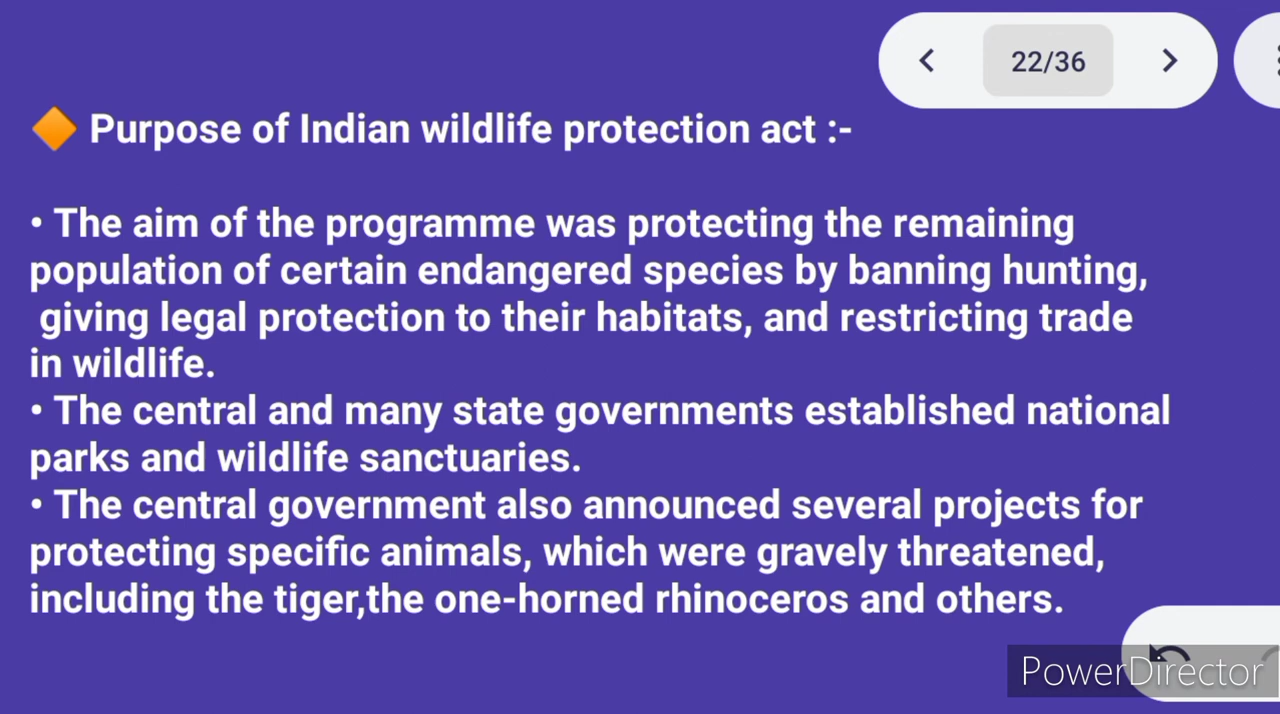 22/36
🔶 Purpose of Indian wildlife protection act :-
• The aim of the programme was protecting the remaining
population of certain endangered species by banning hunting,
giving legal protection to their habitats, and restricting trade
in wildlife.
• The central and many state governments established national
parks and wildlife sanctuaries.
• The central government also announced several projects for
protecting specific animals, which were gravely threatened,
including the tiger,the one-horned rhinoceros and others.
PowerDirector